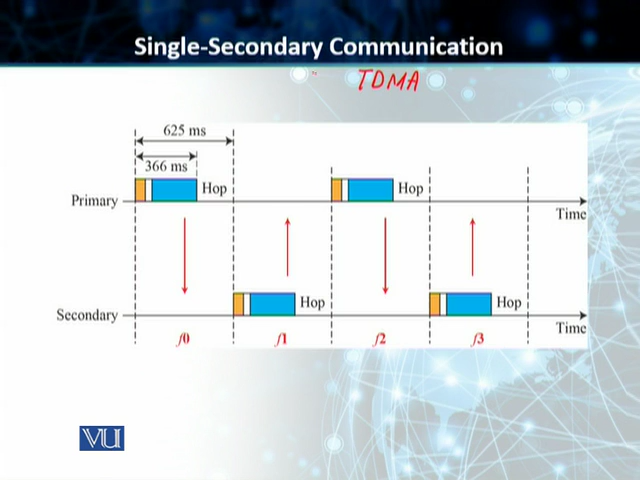 Single-Secondary Communication
TDMA
625 ms
366 ms
Hop
Hop
Primary
Time
Hop
Hop
Secondary
Time
f0
f1
f2
f3
VU